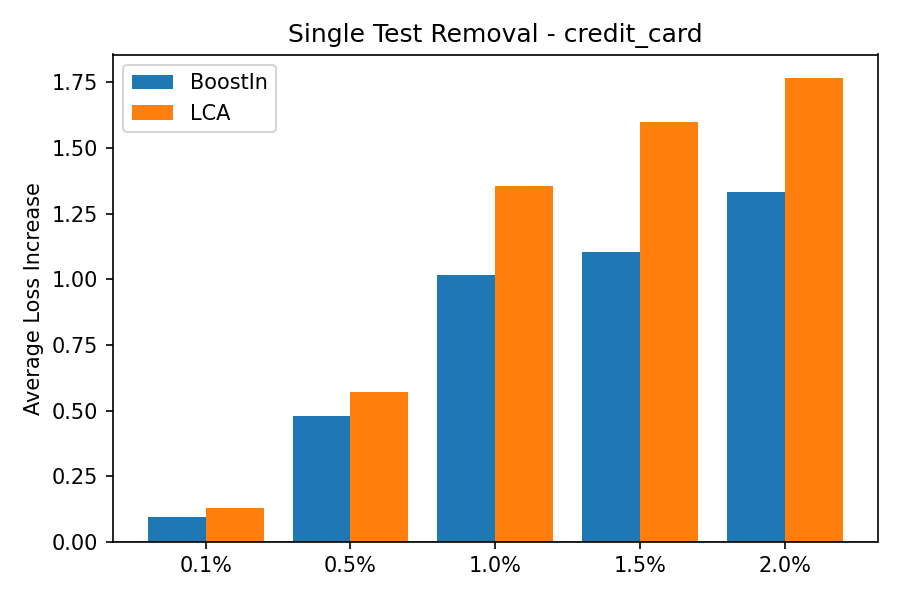 Single Test Removal - credit_card
BoostIn
LCA
Average Loss Increase
1.75
1.50
1.25
1.00
0.75
0.50
0.25
0.00
0.1% 0.5% 1.0% 1.5% 2.0%